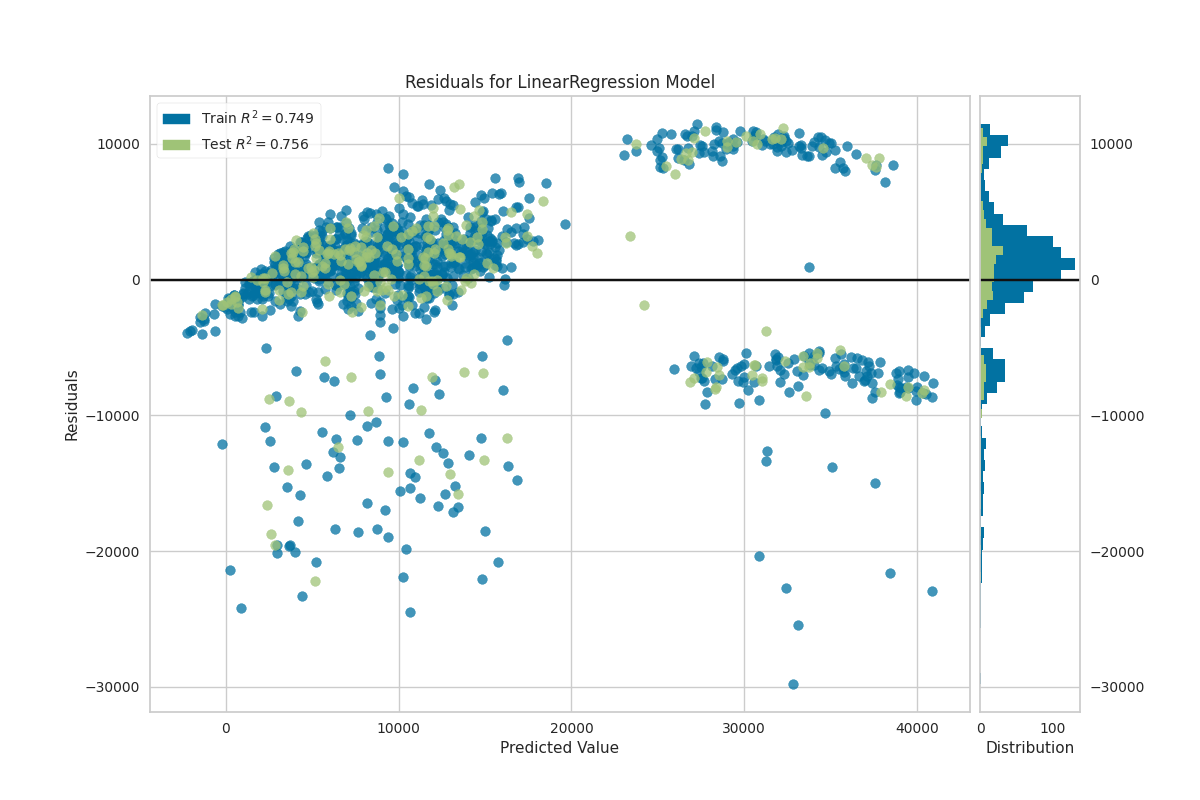 Residuals for LinearRegression Model
Train R² = 0.749
Test R² = 0.756
Residuals
10000
0
−10000
−20000
−30000
0
10000
20000
30000
40000
Predicted Value
10000
0
−10000
−20000
−30000
0
100
Distribution